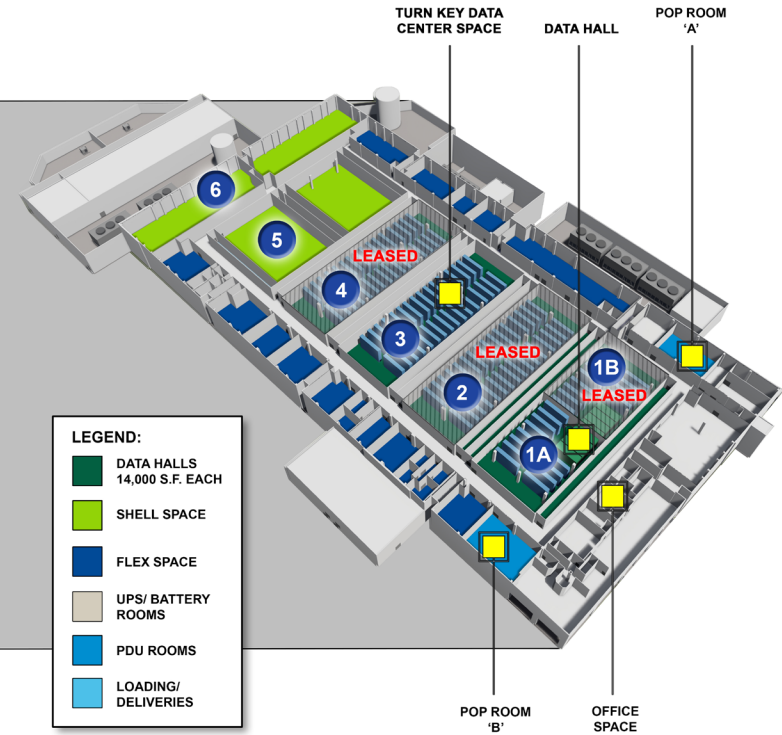 TURN KEY DATA
CENTER SPACE
DATA HALL
POP ROOM
'A'
6
5
LEASED
4
3
LEASED
1B
LEASED
2
1A
LEGEND:
DATA HALLS
14,000 S.F. EACH
SHELL SPACE
FLEX SPACE
UPS/ BATTERY
ROOMS
PDU ROOMS
LOADING/
DELIVERIES
POP ROOM
'B'
OFFICE
SPACE